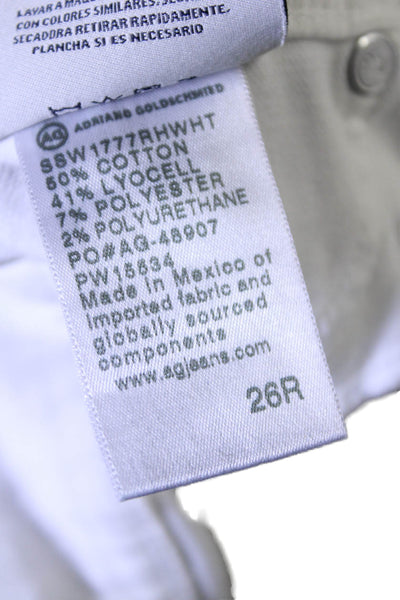 LAVAR A MAQ
CON COLORES SIMILARES.
SECADORA RETIRAR RAPIDAMENTE.
PLANCHA SI ES NECESARIO
AG ADRIANO GOLDSCHMIED
SSW1777RHWHT
50% COTTON
41% LYOCELL
7% POLYESTER
2% POLYURETHANE
PO#AG-48907
PW15834
Made in Mexico of
imported fabric and
globally sourced
components
www.agjeans.com
26R